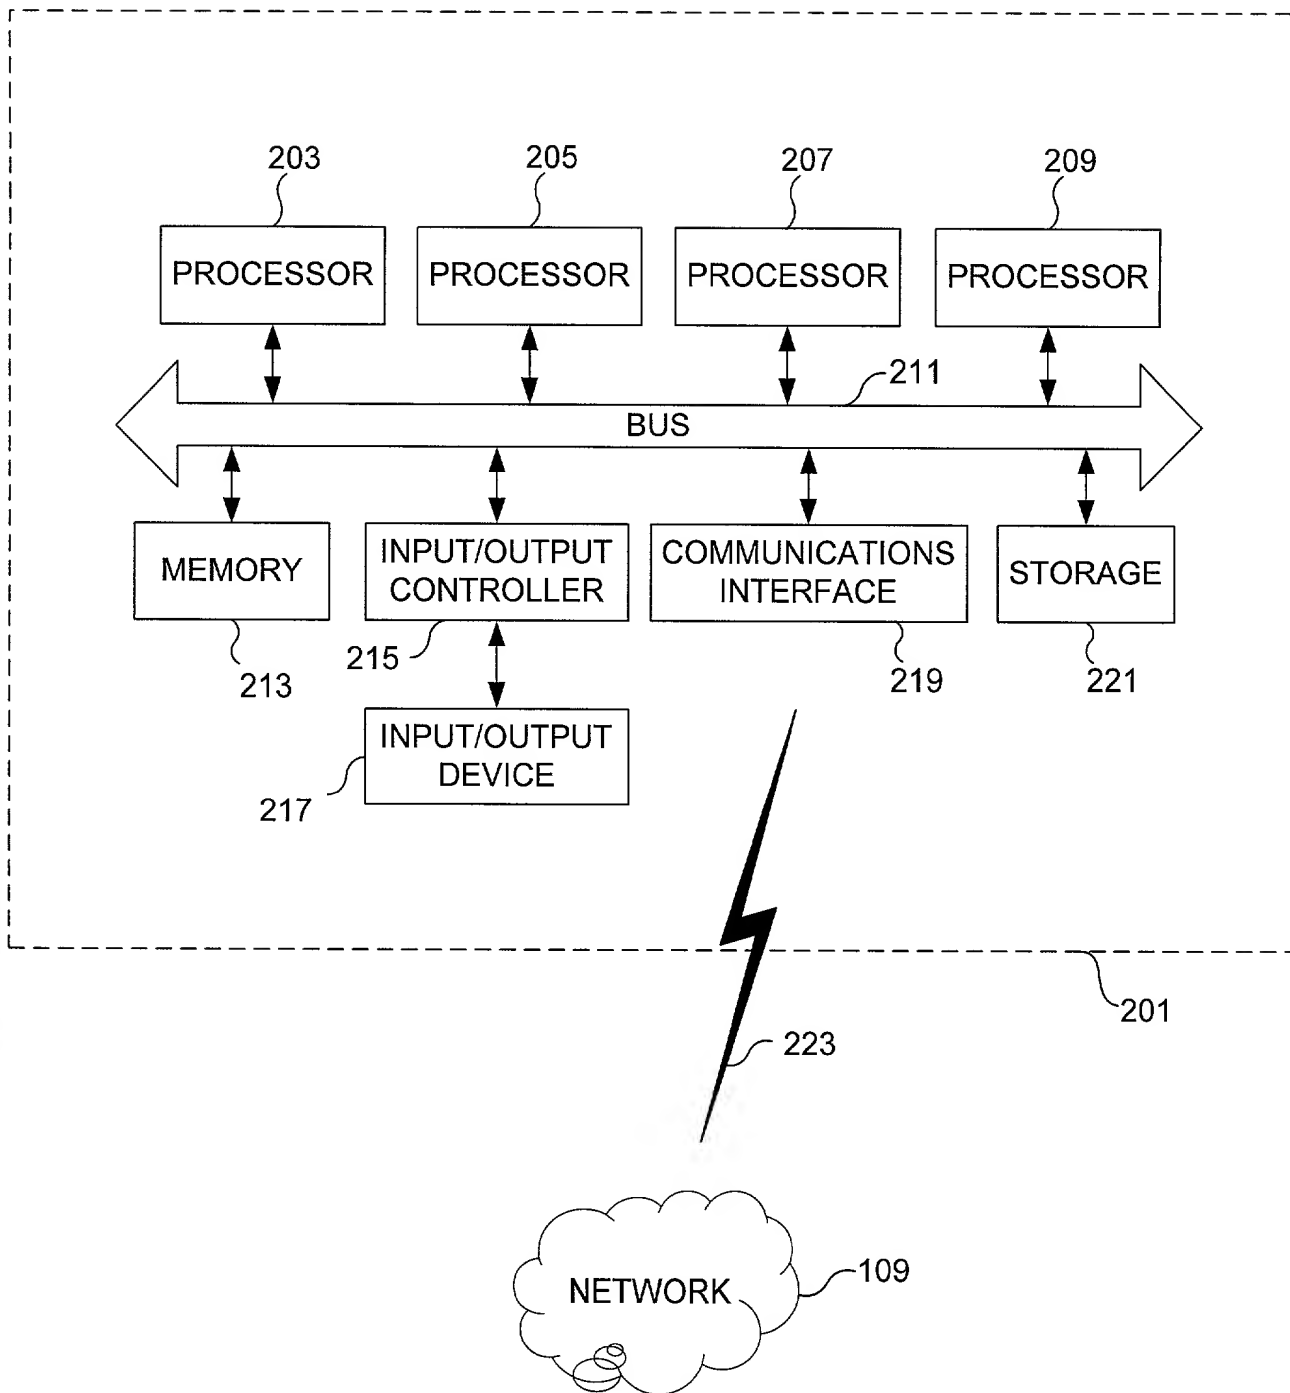 203
205
207
209
PROCESSOR
PROCESSOR
PROCESSOR
PROCESSOR
211
BUS
MEMORY
INPUT/OUTPUT
CONTROLLER
COMMUNICATIONS
INTERFACE
STORAGE
213
215
219
221
INPUT/OUTPUT
DEVICE
217
201
223
NETWORK
109